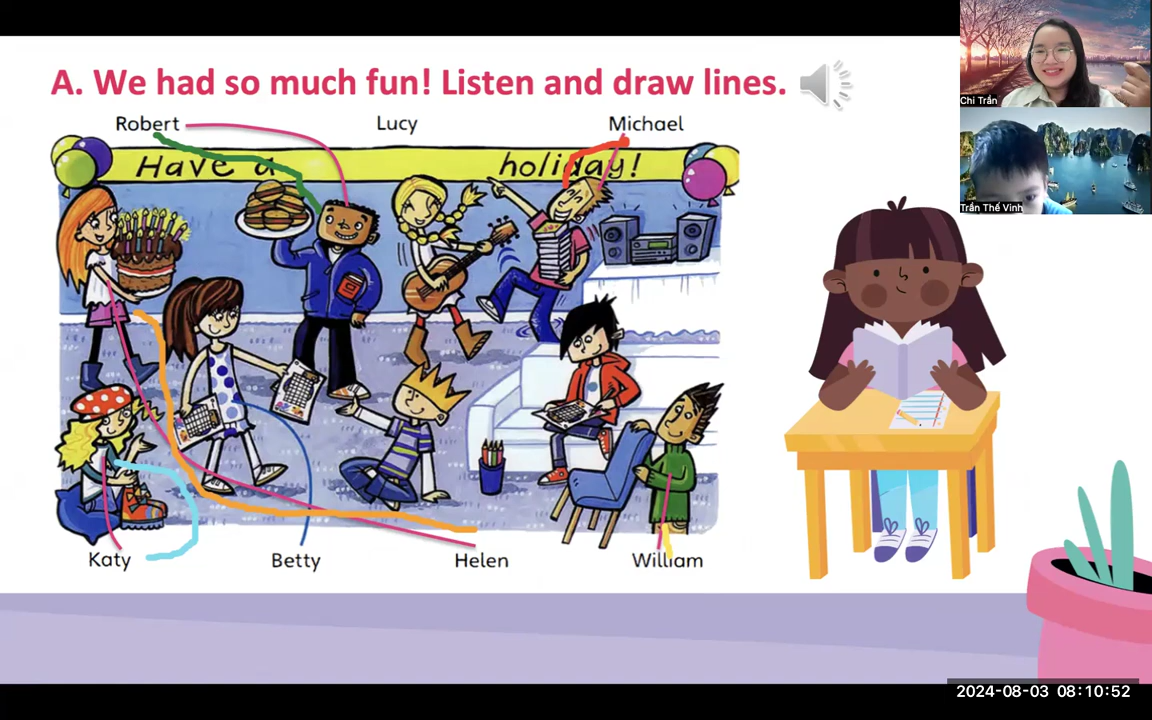 A. We had so much fun! Listen and draw lines.
Chi Trần
Trần Thế Vinh
Robert Lucy Michael
Have a holiday!
Katy Betty Helen William
2024-08-03 08:10:52